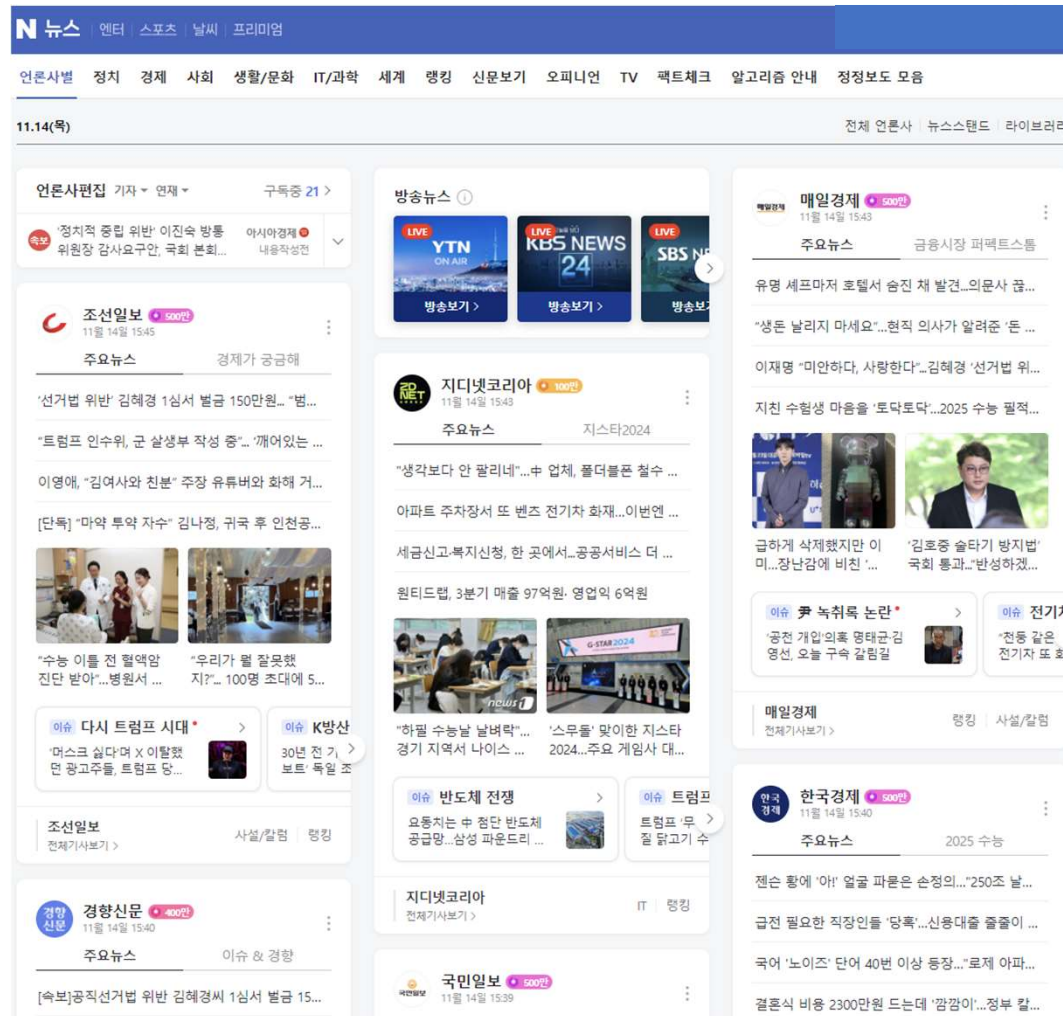 N 뉴스 엔터 스포츠 날씨 프리미엄
언론사별 정치 경제 사회 생활/문화 IT/과학 세계 랭킹 신문보기 오피니언 TV 팩트체크 알고리즘 안내 정정보도 모음
11.14(목)
전체 언론사 뉴스스탠드 라이브러리
언론사편집 기자 연재 구독중 21 >
속보
'정치적 중립 위반' 이진숙 방통
위원장 감사요구안, 국회 본회...
아시아경제
내용작성전
조선일보 500만
11월 14일 15:45
주요뉴스 경제가 궁금해
'선거법 위반' 김혜경 1심서 벌금 150만원... "범...
"트럼프 인수위, 군 살생부 작성 중"... '깨어있는 ...
이영애, "김여사와 친분" 주장 유튜버와 화해 거...
[단독] "마약 투약 자수" 김나정, 귀국 후 인천공...
"수능 이틀 전 혈액암
진단 받아"...병원서 ...
"우리가 뭘 잘못했
지?"... 100명 초대에 5...
이슈 다시 트럼프 시대 >
'머스크 싫다'며 X 이탈했
던 광고주들, 트럼프 당...
이슈 K방산
30년 전 기
보트' 독일 조
조선일보
전체기사보기 >
사설/칼럼 랭킹
경향신문
경향신문 400만
11월 14일 15:40
주요뉴스 이슈 & 경향
[속보]공직선거법 위반 김혜경씨 1심서 벌금 15...
방송뉴스
LIVE
YTN
ON AIR
방송보기 >
LIVE
KBS NEWS
24
방송보기 >
LIVE
SBS N
방송보기
ZDNET
지디넷코리아 100만
11월 14일 15:43
주요뉴스 지스타2024
"생각보다 안 팔리네"...中 업체, 폴더블폰 철수 ...
아파트 주차장서 또 벤츠 전기차 화재...이번엔 ...
세금신고·복지신청, 한 곳에서...공공서비스 더 ...
원티드랩, 3분기 매출 97억원· 영업익 6억원
news1
G-STAR 2024
"하필 수능날 날벼락"...
경기 지역서 나이스 ...
'스무돌' 맞이한 지스타
2024...주요 게임사 대...
이슈 반도체 전쟁 >
요동치는 中 첨단 반도체
공급망...삼성 파운드리 ...
이슈 트럼프
트럼프 '무
질 닭고기 수
지디넷코리아
전체기사보기 >
IT 랭킹
국민일보
국민일보 500만
11월 14일 15:39
매일경제
매일경제 500만
11월 14일 15:43
주요뉴스 금융시장 퍼펙트스톰
유명 셰프마저 호텔서 숨진 채 발견...의문사 끊...
"생돈 날리지 마세요"...현직 의사가 알려준 '돈 ...
이재명 "미안하다, 사랑한다"...김혜경 '선거법 위...
지친 수험생 마음을 '토닥토닥'...2025 수능 필적...
급하게 삭제했지만 이
미...장난감에 비친 '...
'김호중 술타기 방지법'
국회 통과..."반성하겠...
이슈 尹 녹취록 논란 >
'공천 개입'의혹 명태균·김
영선, 오늘 구속 갈림길
이슈 전기차
"천둥 같은
전기차 또 화
매일경제
전체기사보기 >
랭킹 사설/칼럼
한국경제
한국경제 500만
11월 14일 15:40
주요뉴스 2025 수능
젠슨 황에 '아!' 얼굴 파묻은 손정의..."250조 날...
급전 필요한 직장인들 '당혹'...신용대출 줄줄이 ...
국어 '노이즈' 단어 40번 이상 등장..."로제 아파...
결혼식 비용 2300만원 드는데 '깜깜이'...정부 칼...